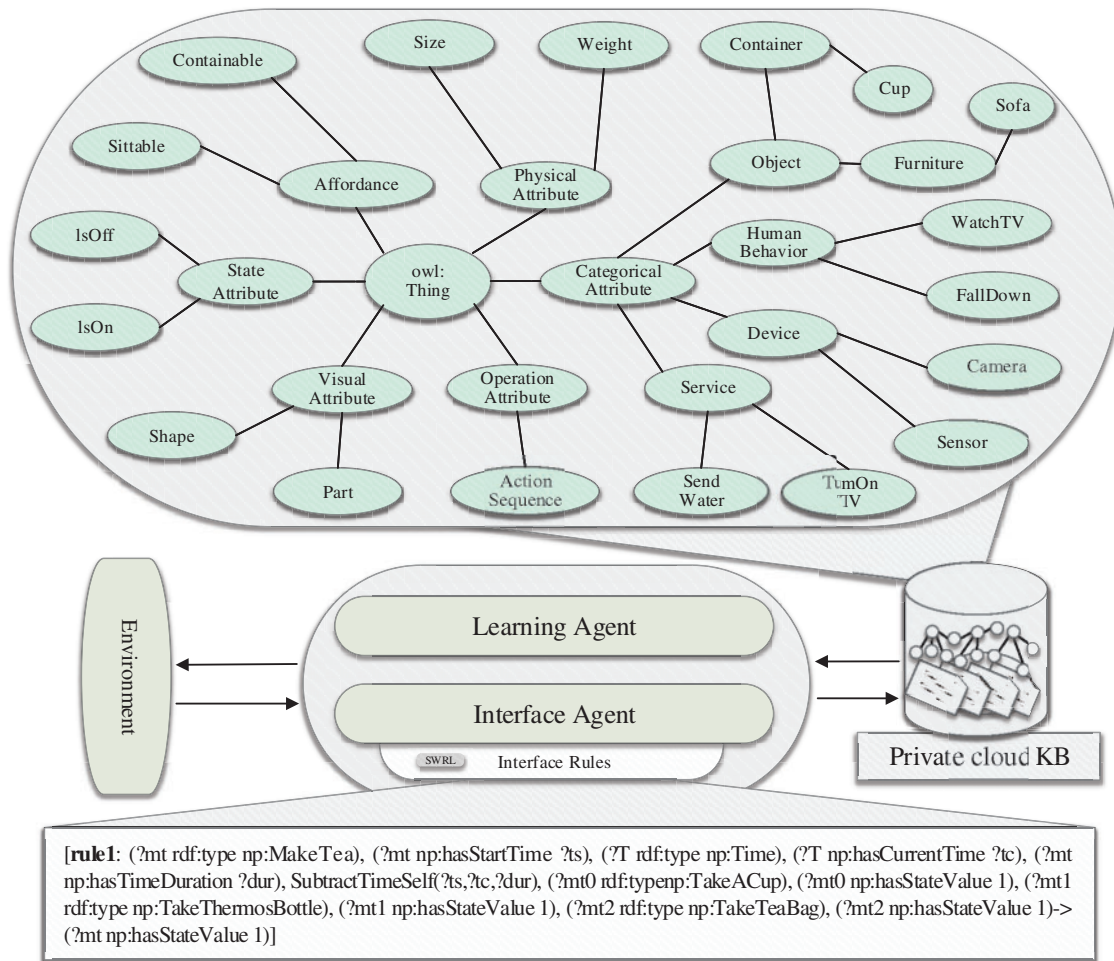 Size
Weight
Container
Containable
Cup
Sofa
Sittable
Affordance
Physical
Attribute
Object
Furniture
lsOff
Human
Behavior
WatchTV
State
Attribute
owl:
Thing
Categorical
Attribute
lsOn
FallDown
Device
Visual
Attribute
Operation
Attribute
Service
Camera
Shape
Sensor
Part
Action
Sequence
Send
Water
TumOn
TV
Environment
Learning Agent
Interface Agent
SWRL Interface Rules
Private cloud KB
[rule1: (?mt rdf:type np:MakeTea), (?mt np:hasStartTime ?ts), (?T rdf:type np:Time), (?T np:hasCurrentTime ?tc), (?mt
np:hasTimeDuration ?dur), SubtractTimeSelf(?ts,?tc,?dur), (?mt0 rdf:typenp:TakeACup), (?mt0 np:hasStateValue 1), (?mt1
rdf:type np:TakeThermosBottle), (?mt1 np:hasStateValue 1), (?mt2 rdf:type np:TakeTeaBag), (?mt2 np:hasStateValue 1)->
(?mt np:hasStateValue 1)]